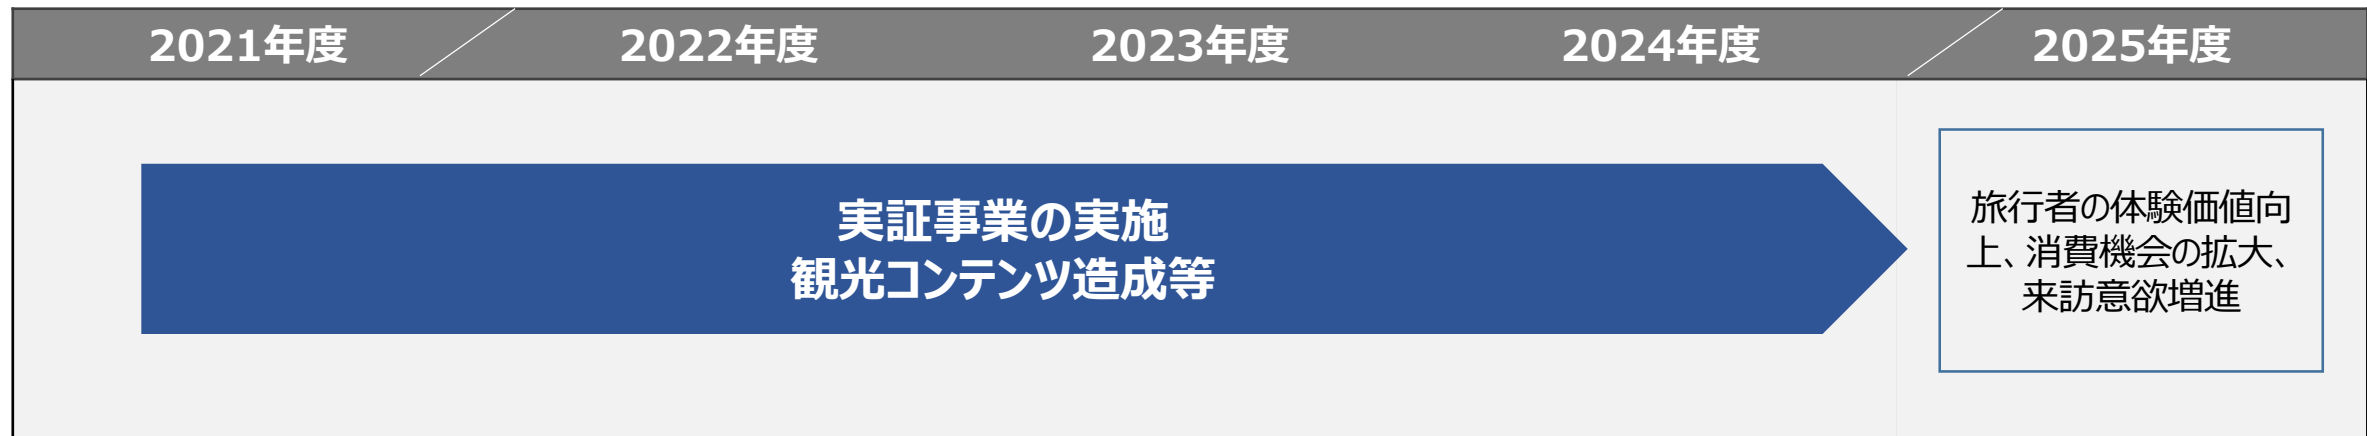 2021年度 2022年度 2023年度 2024年度 2025年度
実証事業の実施
観光コンテンツ造成等
旅行者の体験価値向
上、消費機会の拡大、
来訪意欲増進